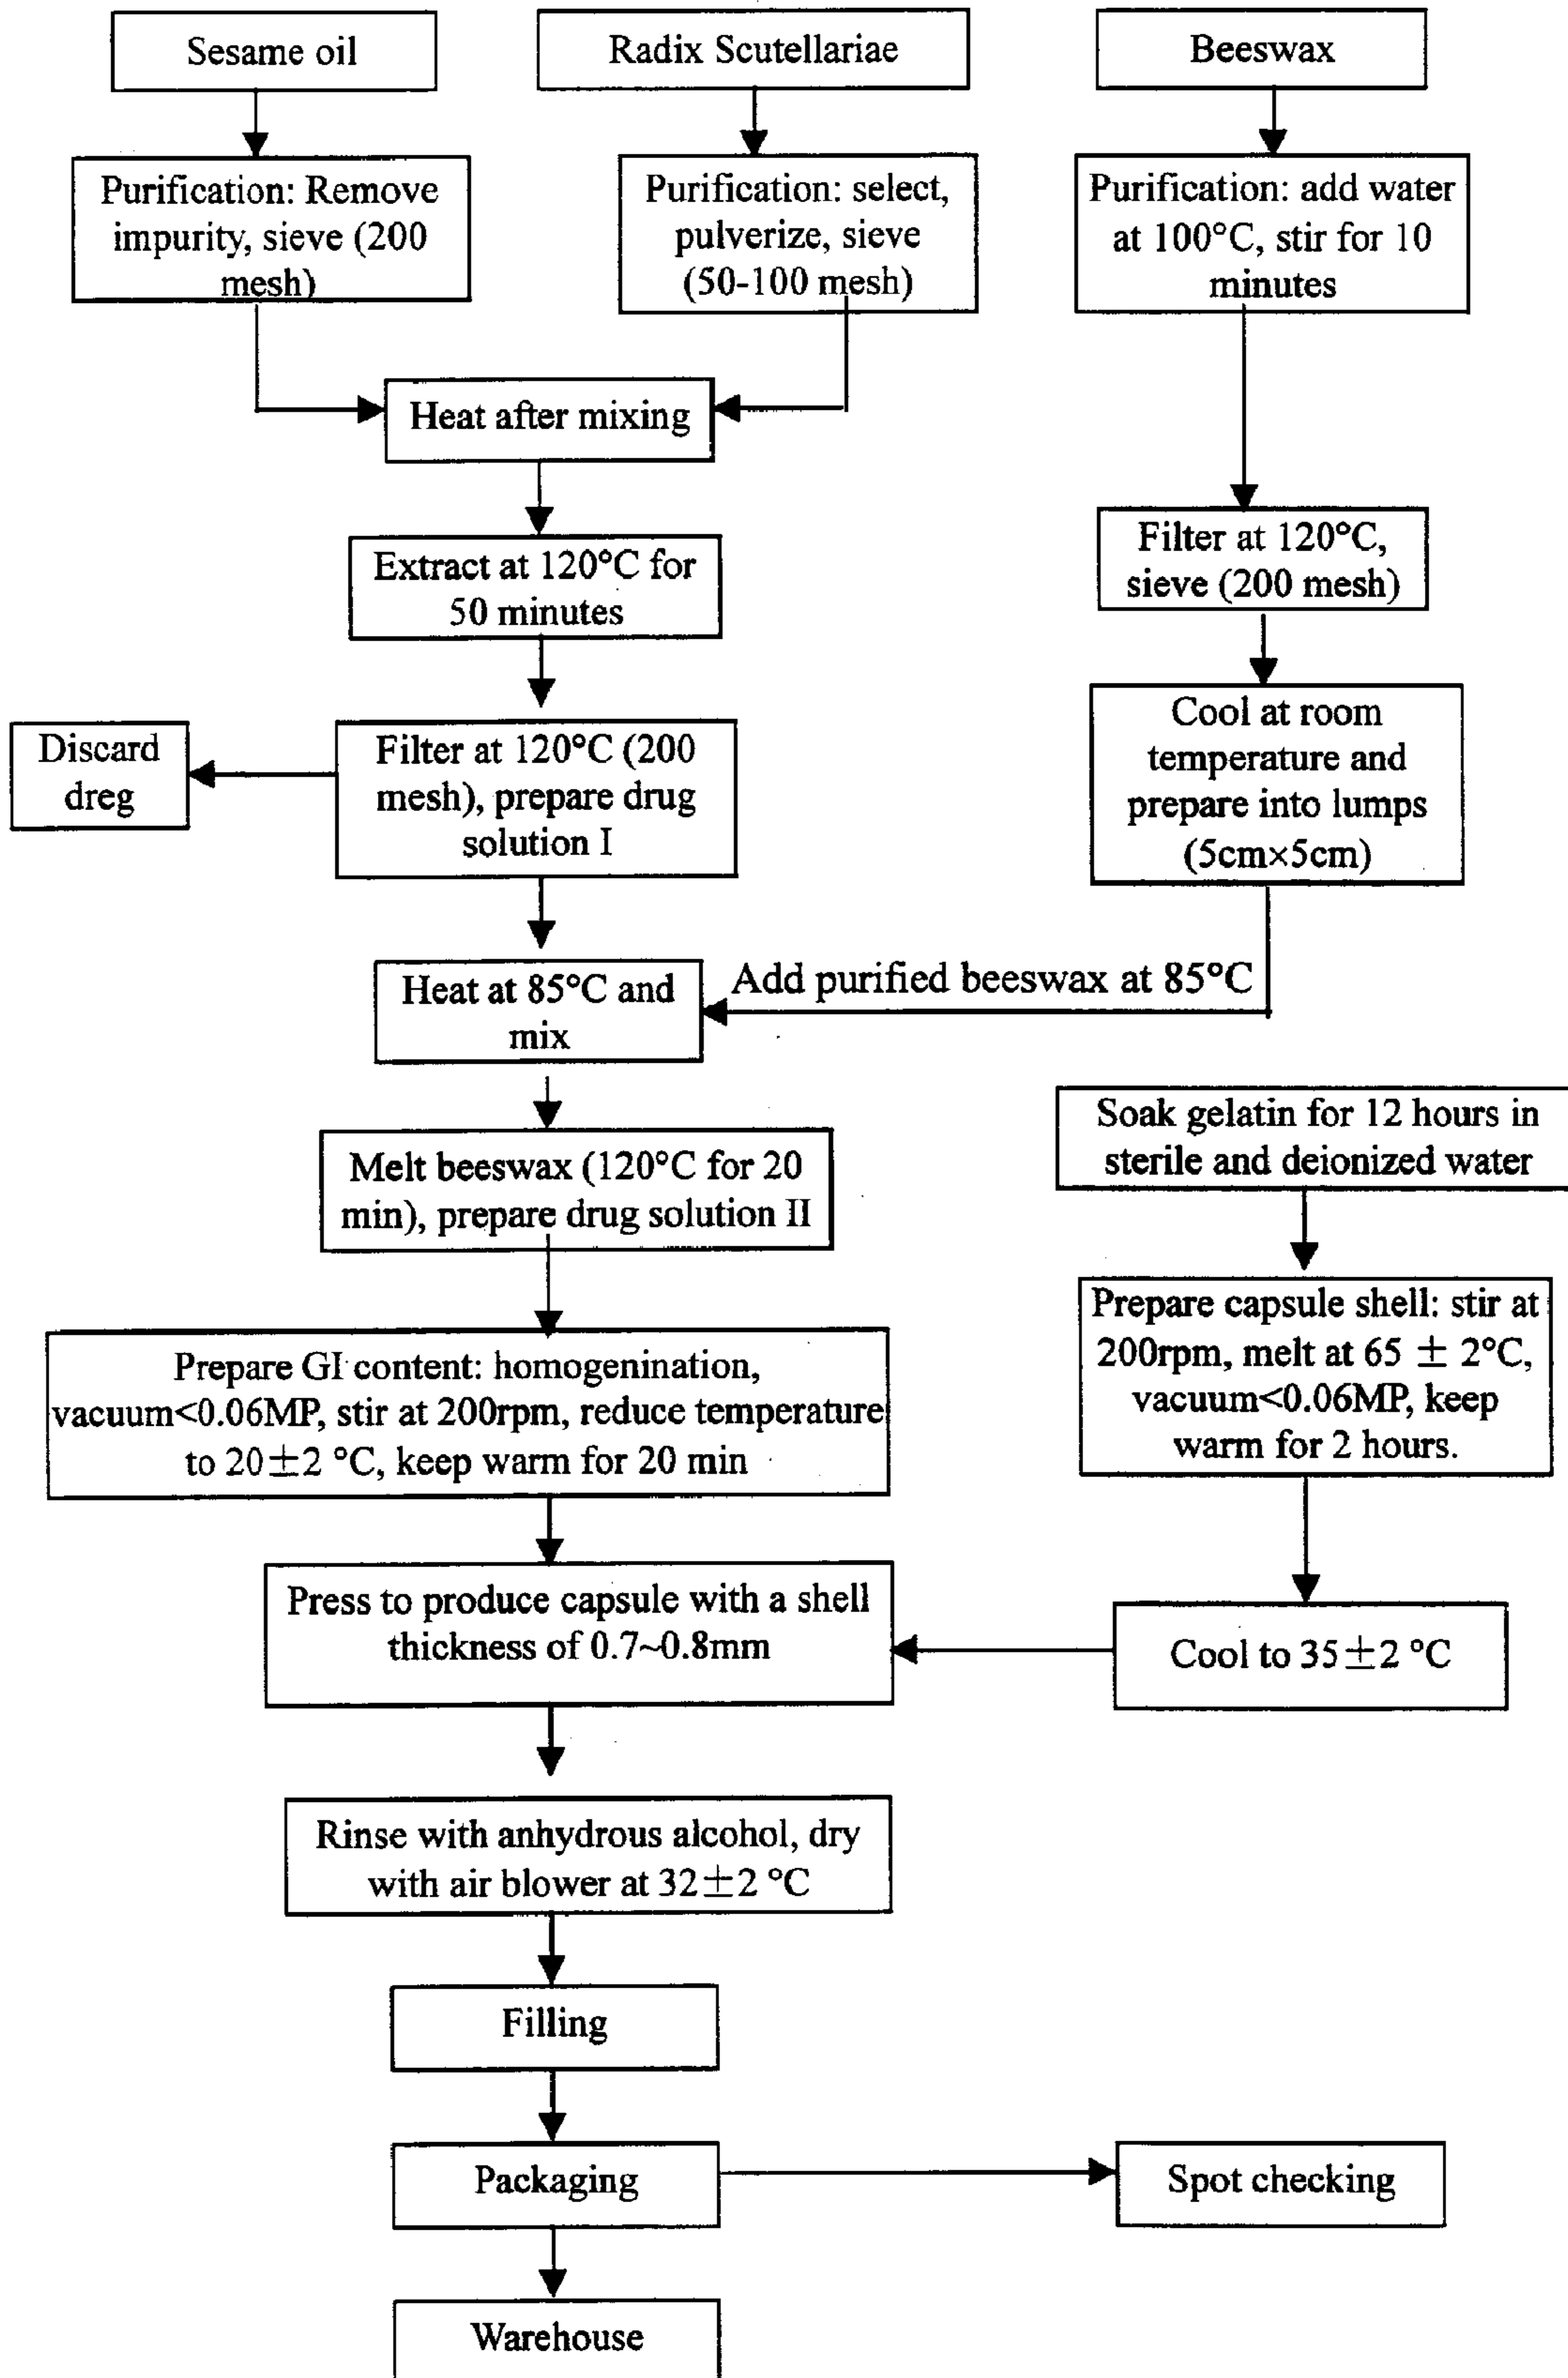 Sesame oil
Radix Scutellariae
Beeswax
Purification: Remove
impurity, sieve (200
mesh)
Purification: select,
pulverize, sieve
(50-100 mesh)
Purification: add water
at 100°C, stir for 10
minutes
Heat after mixing
Extract at 120°C for
50 minutes
Filter at 120°C,
sieve (200 mesh)
Discard
dreg
Filter at 120°C (200
mesh), prepare drug
solution I
Cool at room
temperature and
prepare into lumps
(5cm×5cm)
Heat at 85°C and
mix
Add purified beeswax at 85°C
Melt beeswax (120°C for 20
min), prepare drug solution II
Soak gelatin for 12 hours in
sterile and deionized water
Prepare GI content: homogenination,
vacuum<0.06MP, stir at 200rpm, reduce temperature
to 20±2 °C, keep warm for 20 min
Prepare capsule shell: stir at
200rpm, melt at 65 ± 2°C,
vacuum<0.06MP, keep
warm for 2 hours.
Press to produce capsule with a shell
thickness of 0.7~0.8mm
Cool to 35±2 °C
Rinse with anhydrous alcohol, dry
with air blower at 32±2 °C
Filling
Packaging
Spot checking
Warehouse